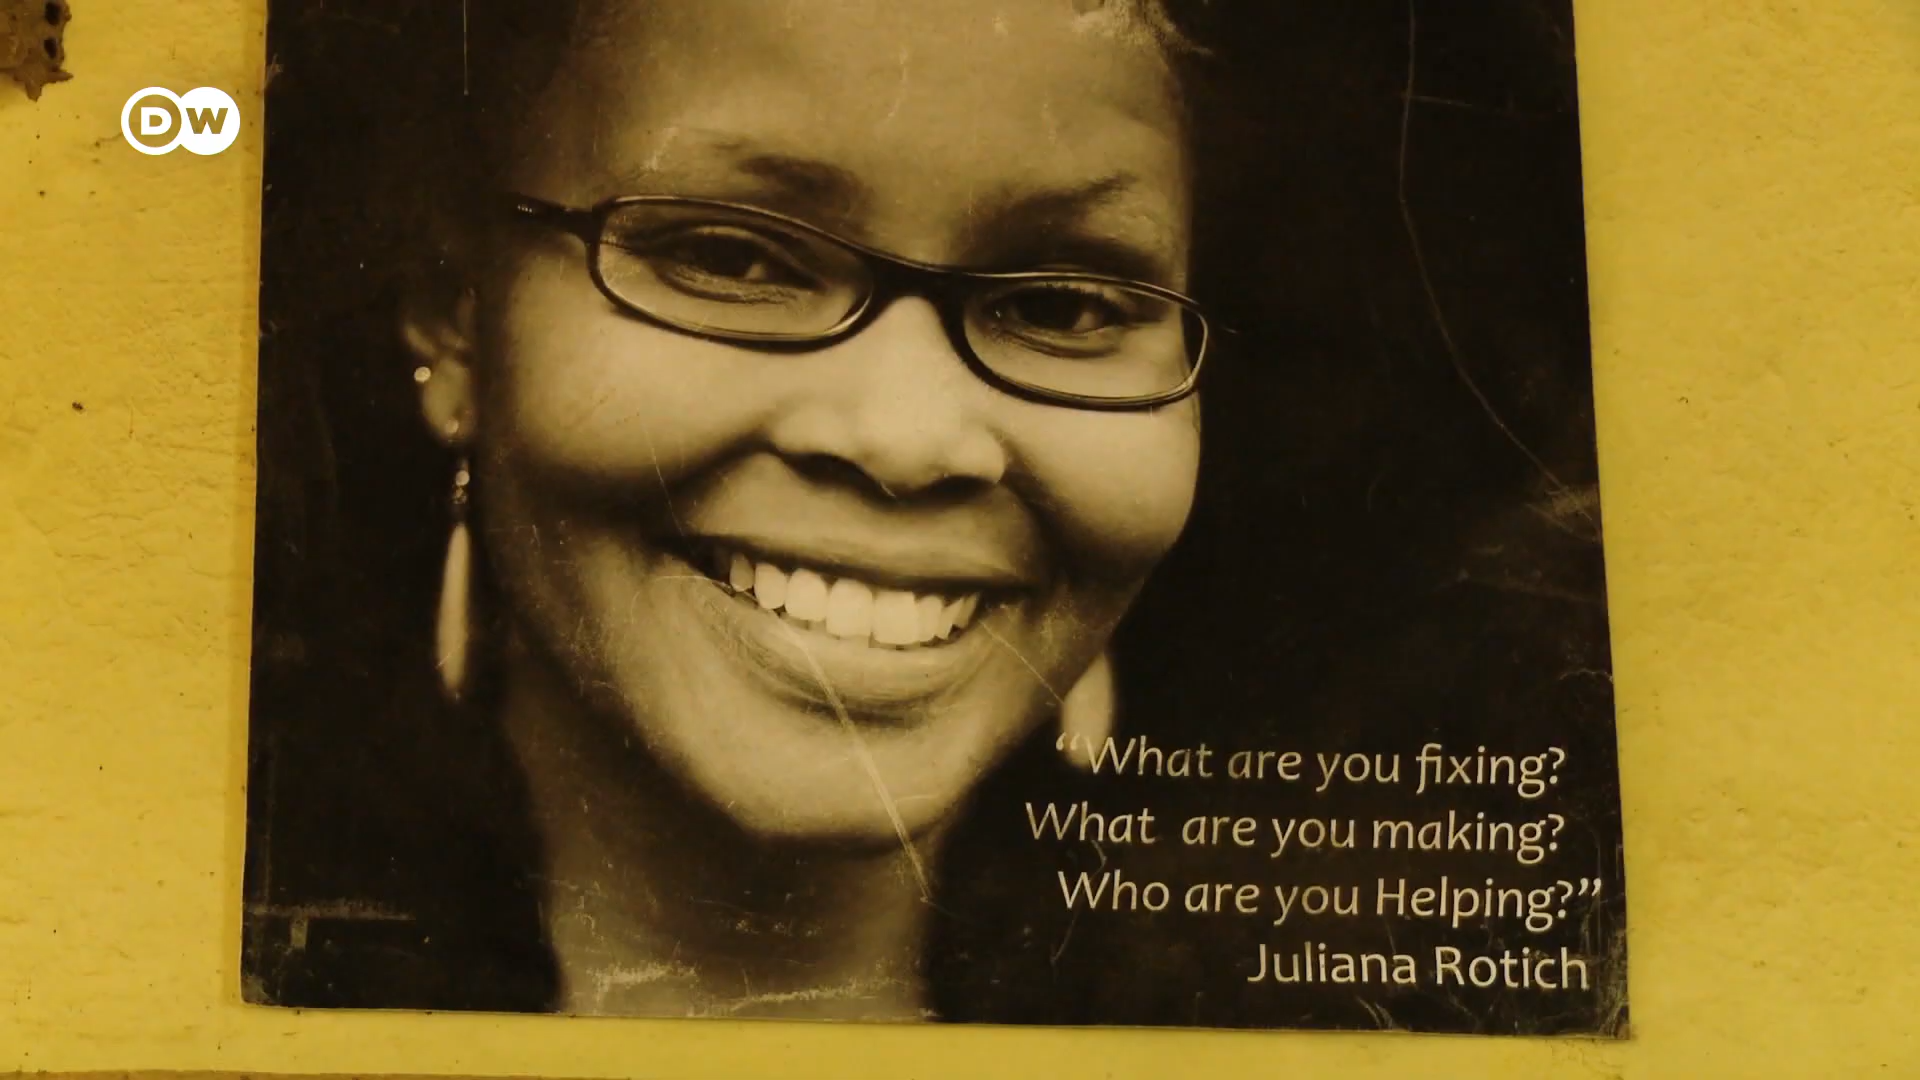 DW
“What are you fixing?
What are you making?
Who are you Helping?”
Juliana Rotich